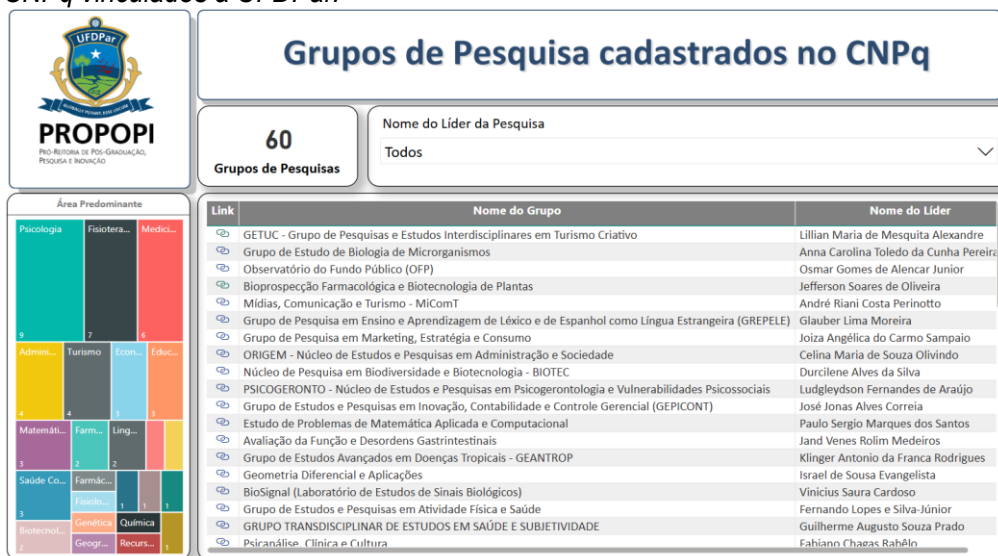 CNPq vinculados à UFDPar.
UFDPar
PROPOPI
PRÓ-REITORIA DE PÓS-GRADUAÇÃO,
PESQUISA E INOVAÇÃO
Grupos de Pesquisa cadastrados no CNPq
60
Grupos de Pesquisas
Nome do Líder da Pesquisa
Todos
Área Predominante
Psicologia
Fisiotera...
Medici...
9
7
6
Admini...
Turismo
Econ...
Educ...
4
4
3
3
Matemáti...
Farm...
Ling...
3
2
2
Saúde Co...
Farmác...
Fisiolo...
1
1
1
3
Biotecnol...
Genética
Química
2
Geogr...
Recurs...
1
Link Nome do Grupo Nome do Líder
GETUC - Grupo de Pesquisas e Estudos Interdisciplinares em Turismo Criativo Lillian Maria de Mesquita Alexandre
Grupo de Estudo de Biologia de Microrganismos Anna Carolina Toledo da Cunha Pereira
Observatório do Fundo Público (OFP) Osmar Gomes de Alencar Junior
Bioprospecção Farmacológica e Biotecnologia de Plantas Jefferson Soares de Oliveira
Mídias, Comunicação e Turismo - MiComT André Riani Costa Perinotto
Grupo de Pesquisa em Ensino e Aprendizagem de Léxico e de Espanhol como Língua Estrangeira (GREPELE) Glauber Lima Moreira
Grupo de Pesquisa em Marketing, Estratégia e Consumo Joiza Angélica do Carmo Sampaio
ORIGEM - Núcleo de Estudos e Pesquisas em Administração e Sociedade Celina Maria de Souza Olivindo
Núcleo de Pesquisa em Biodiversidade e Biotecnologia - BIOTEC Durcilene Alves da Silva
PSICOGERONTO - Núcleo de Estudos e Pesquisas em Psicogerontologia e Vulnerabilidades Psicossociais Ludgleydson Fernandes de Araújo
Grupo de Estudos e Pesquisas em Inovação, Contabilidade e Controle Gerencial (GEPICONT) José Jonas Alves Correia
Estudo de Problemas de Matemática Aplicada e Computacional Paulo Sergio Marques dos Santos
Avaliação da Função e Desordens Gastrintestinais Jand Venes Rolim Medeiros
Grupo de Estudos Avançados em Doenças Tropicais - GEANTROP Klinger Antonio da Franca Rodrigues
Geometria Diferencial e Aplicações Israel de Sousa Evangelista
BioSignal (Laboratório de Estudos de Sinais Biológicos) Vinicius Saura Cardoso
Grupo de Estudos e Pesquisas em Atividade Física e Saúde Fernando Lopes e Silva-Júnior
GRUPO TRANSDISCIPLINAR DE ESTUDOS EM SAÚDE E SUBJETIVIDADE Guilherme Augusto Souza Prado
Psicanálise, Clínica e Cultura Fabiano Chagas Rabêlo